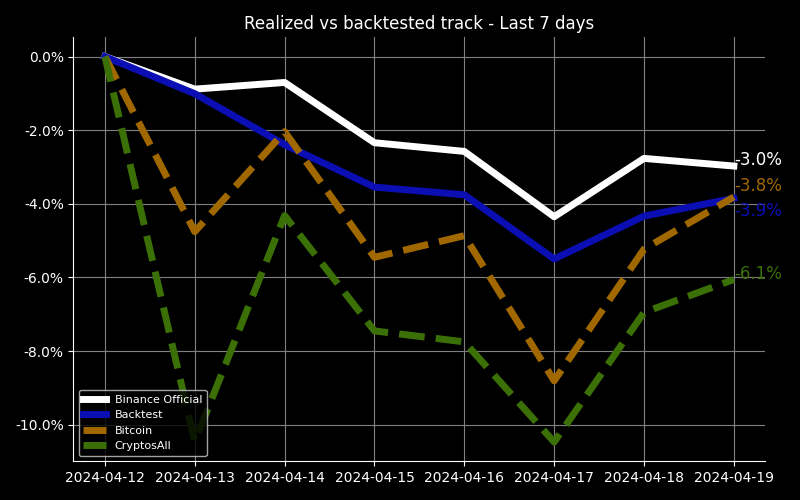 Realized vs backtested track - Last 7 days
0.0%
-2.0%
-4.0%
-6.0%
-8.0%
-10.0%
-3.0%
-3.8%
-3.9%
-6.1%
Binance Official
Backtest
Bitcoin
CryptosAll
2024-04-12 2024-04-13 2024-04-14 2024-04-15 2024-04-16 2024-04-17 2024-04-18 2024-04-19